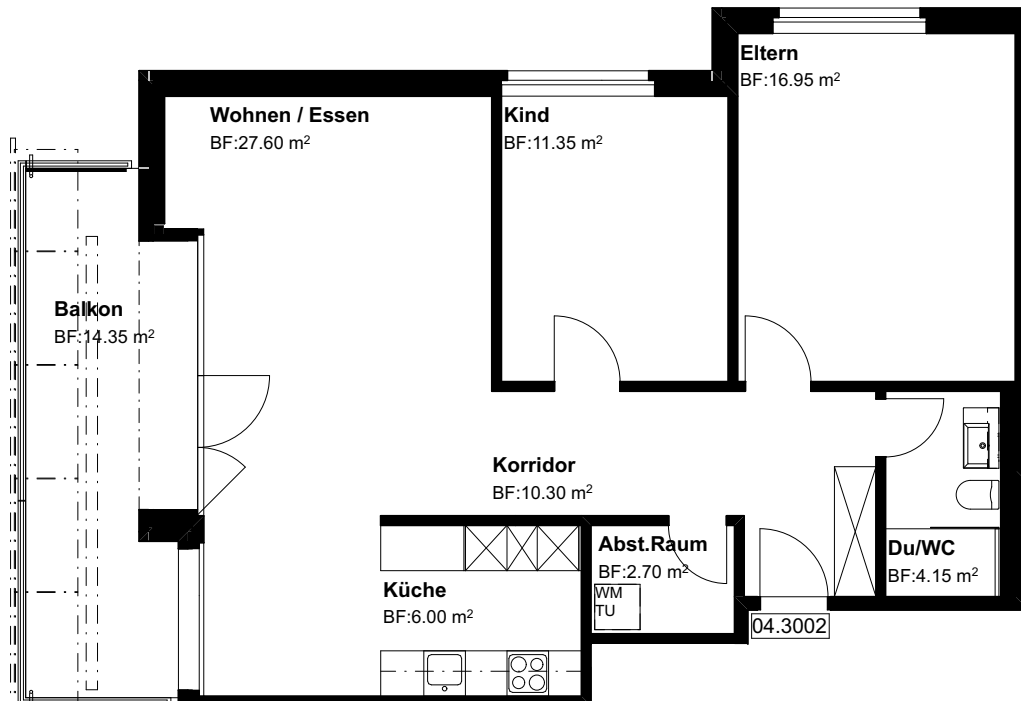 Eltern
BF:16.95 m²
Wohnen / Essen
BF:27.60 m²
Kind
BF:11.35 m²
Balkon
BF:14.35 m²
Korridor
BF:10.30 m²
Abst.Raum
BF:2.70 m²
WM
TU
Du/WC
BF:4.15 m²
Küche
BF:6.00 m²
04.3002